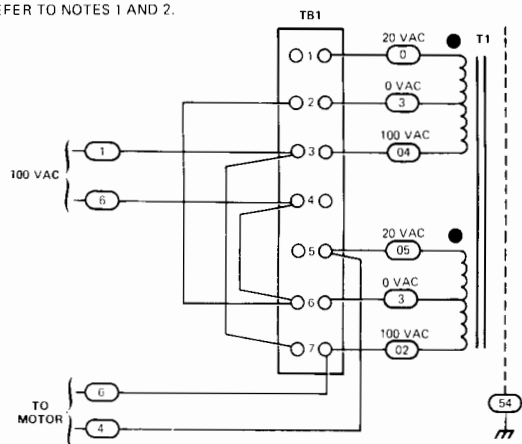 EFER TO NOTES 1 AND 2.
TB1
T1
20 VAC
1
0
0 VAC
2
3
100 VAC
1
3
04
100 VAC
6
4
20 VAC
5
05
0 VAC
6
3
100 VAC
7
02
6
TO
MOTOR
4
54